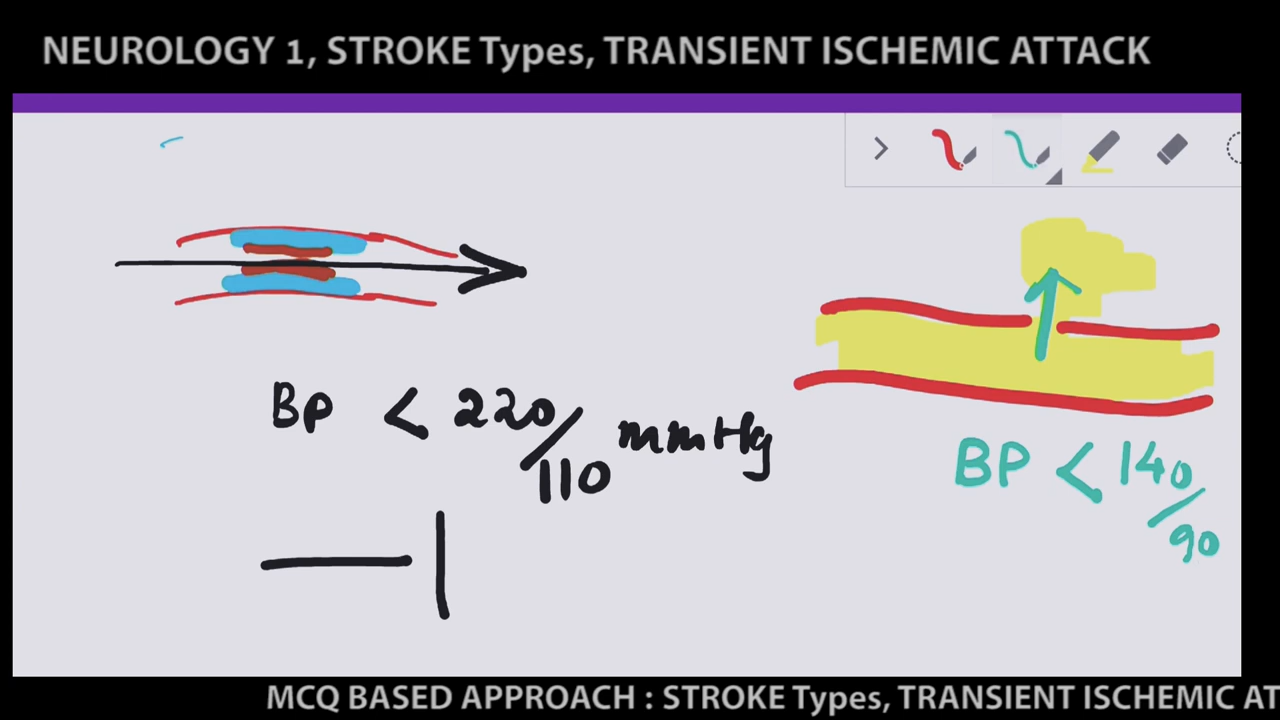 NEUROLOGY 1, STROKE Types, TRANSIENT ISCHEMIC ATTACK
BP < 220/110 mmHg
BP < 140/90
MCQ BASED APPROACH : STROKE Types, TRANSIENT ISCHEMIC AT